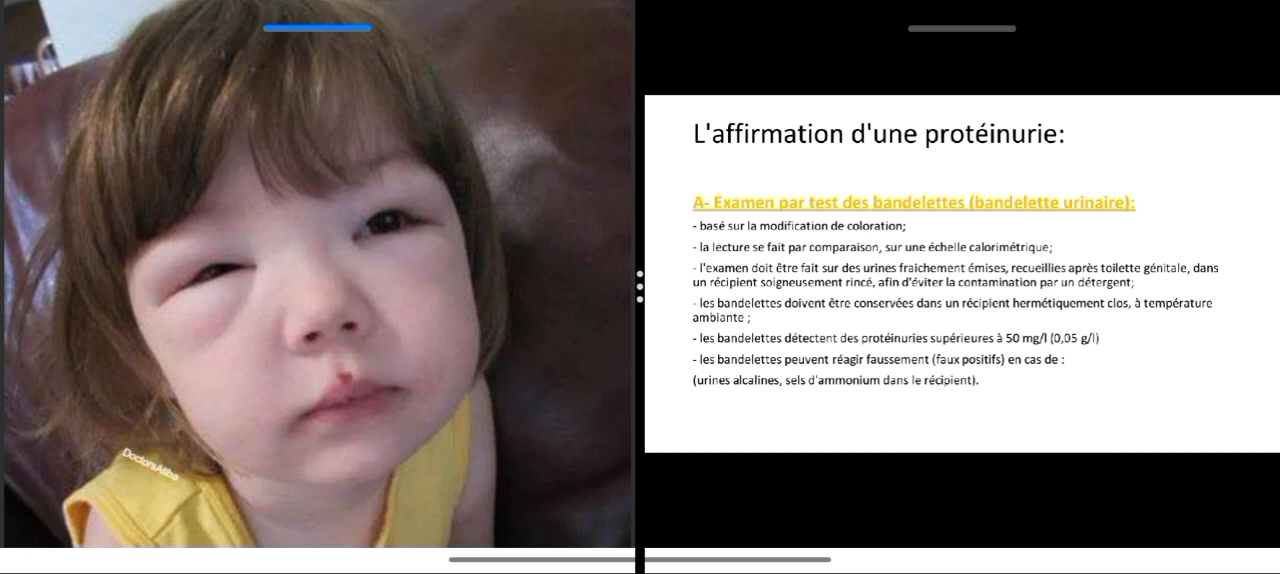 DoctorsAtiba
L'affirmation d'une protéinurie:
A- Examen par test des bandelettes (bandelette urinaire):
- basé sur la modification de coloration;
- la lecture se fait par comparaison, sur une échelle calorimétrique;
- l'examen doit être fait sur des urines fraichement émises, recueillies après toilette génitale, dans
un récipient soigneusement rincé, afin d'éviter la contamination par un détergent;
- les bandelettes doivent être conservées dans un récipient hermétiquement clos, à température
ambiante ;
- les bandelettes détectent des protéinuries supérieures à 50 mg/l (0,05 g/l)
- les bandelettes peuvent réagir faussement (faux positifs) en cas de :
(urines alcalines, sels d'ammonium dans le récipient).